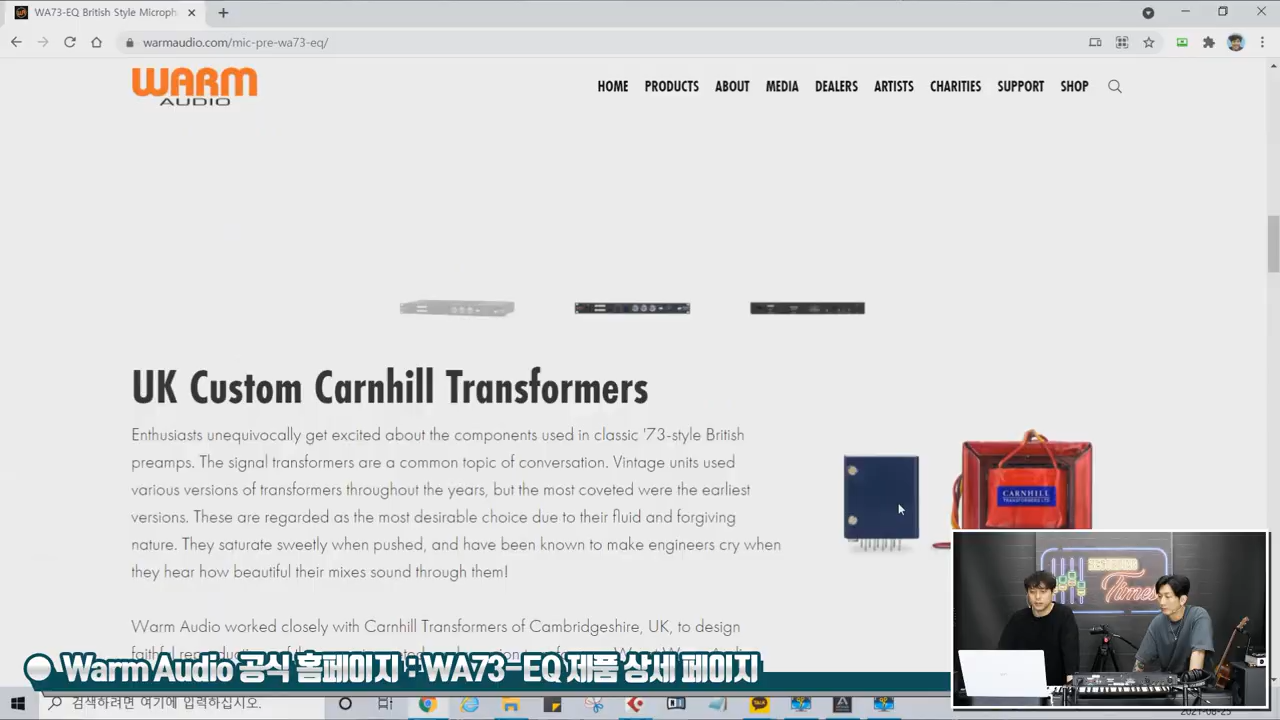 WA73-EQ British Style Microph
warmaudio.com/mic-pre-wa73-eq/
WARM
AUDIO
HOME PRODUCTS ABOUT MEDIA DEALERS ARTISTS CHARITIES SUPPORT SHOP
UK Custom Carnhill Transformers
Enthusiasts unequivocally get excited about the components used in classic '73-style British
preamps. The signal transformers are a common topic of conversation. Vintage units used
various versions of transformers throughout the years, but the most coveted were the earliest
versions. These are regarded as the most desirable choice due to their fluid and forgiving
nature. They saturate sweetly when pushed, and have been known to make engineers cry when
they hear how beautiful their mixes sound through them!
CARNHILL
TRANSFORMERS LTD
Warm Audio worked closely with Carnhill Transformers of Cambridgeshire, UK, to design
Times
Warm Audio 공식 홈페이지 : WA73-EQ 제품 상세 페이지
검색하려면 여기에 입력하십시오.
2021-08-25